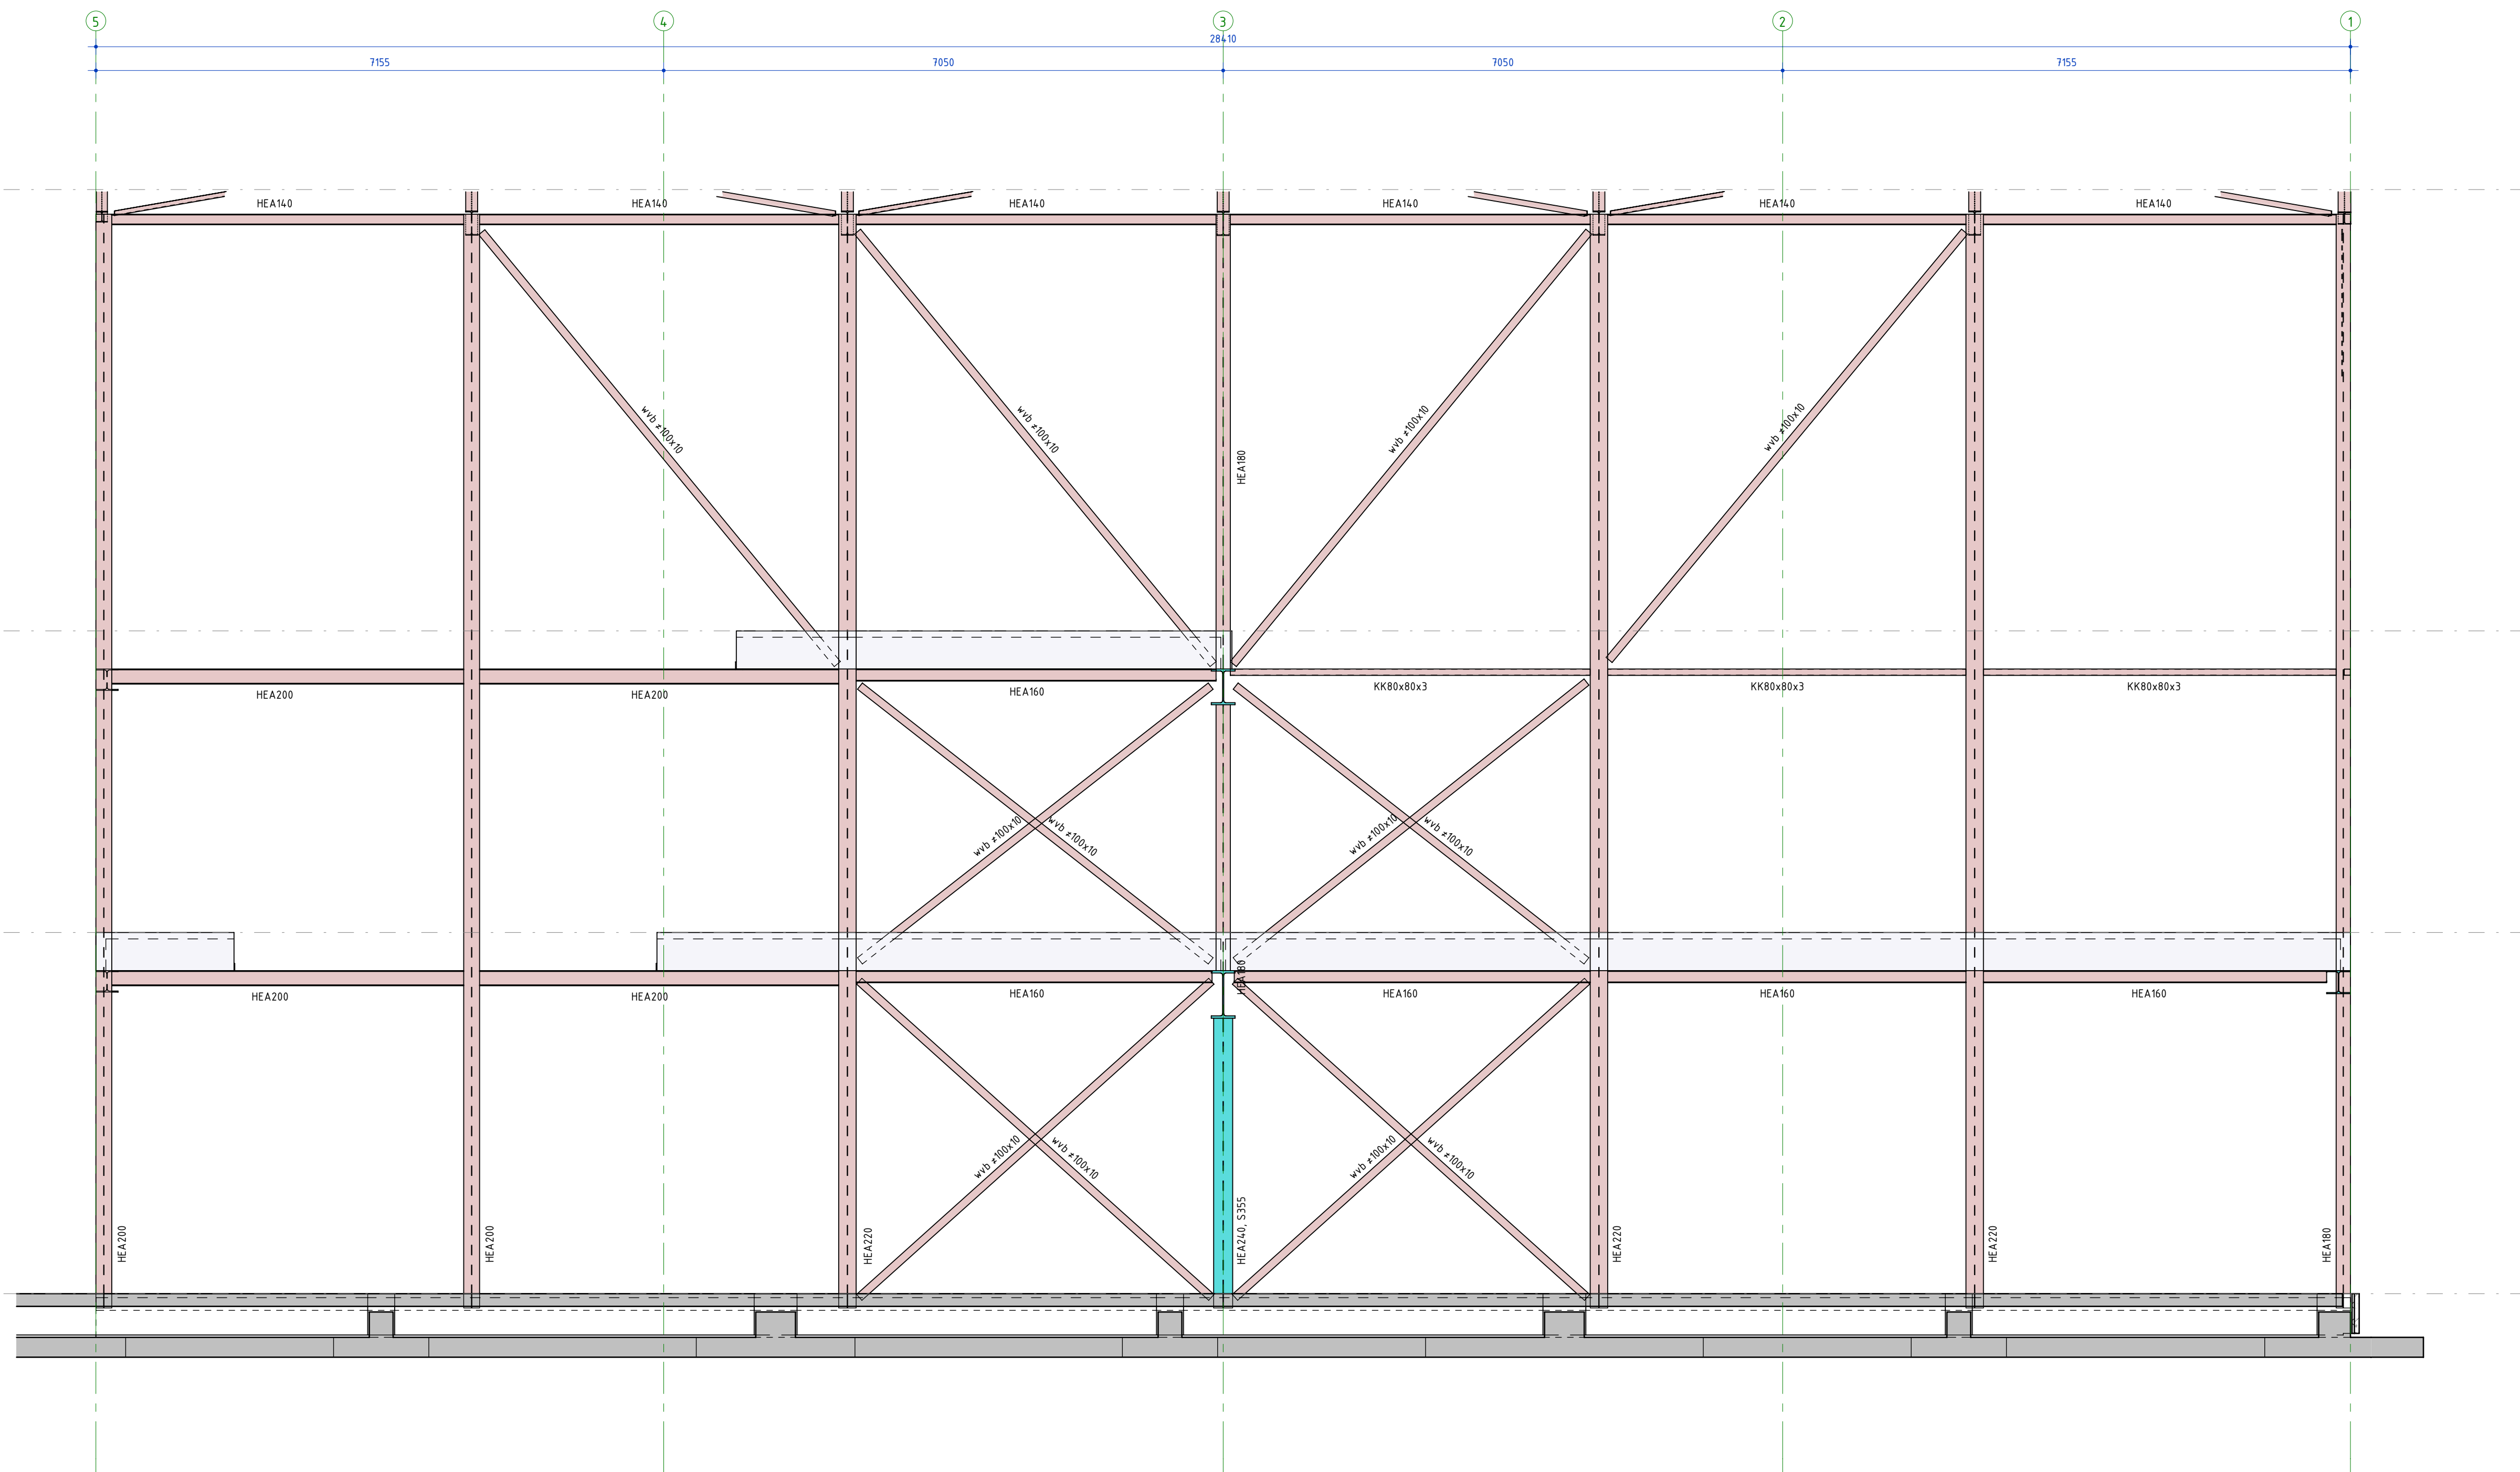 5 4 3 2 1
28410
7155 7050 7050 7155
HEA140 HEA140 HEA140 HEA140 HEA140 HEA140
wvb ≠100x10
wvb ≠100x10
wvb ≠100x10
wvb ≠100x10
HEA180
HEA200 HEA200 HEA160 KK80x80x3 KK80x80x3 KK80x80x3
wvb ≠100x10
wvb ≠100x10
wvb ≠100x10
wvb ≠100x10
HEA180
HEA200 HEA200 HEA160 HEA160 HEA160 HEA160
wvb ≠100x10
wvb ≠100x10
wvb ≠100x10
wvb ≠100x10
HEA200
HEA200
HEA220
HEA240, S355
HEA220
HEA220
HEA180